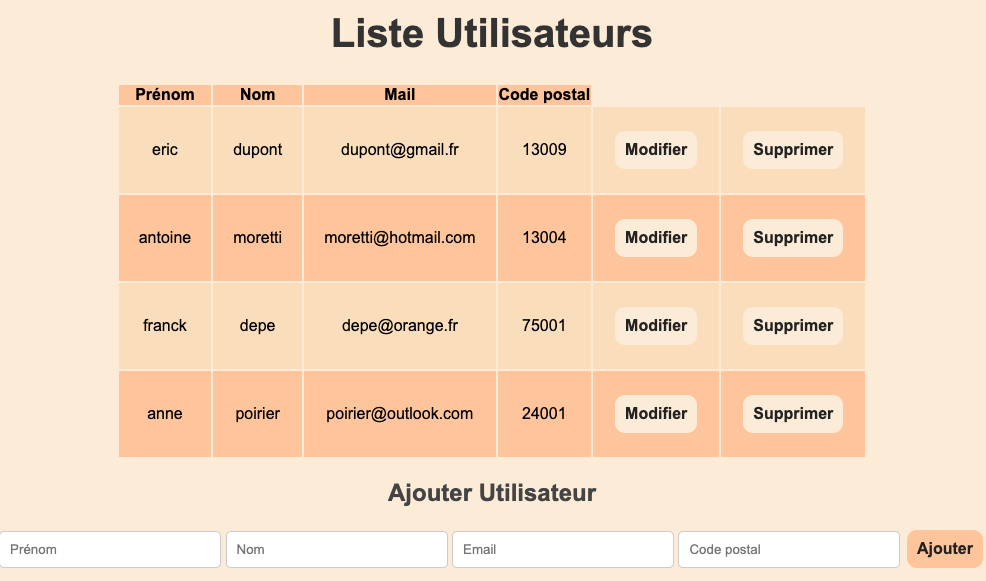 Liste Utilisateurs
Prénom Nom Mail Code postal
eric dupont dupont@gmail.fr 13009 Modifier Supprimer
antoine moretti moretti@hotmail.com 13004 Modifier Supprimer
franck depe depe@orange.fr 75001 Modifier Supprimer
anne poirier poirier@outlook.com 24001 Modifier Supprimer
Ajouter Utilisateur
Prénom Nom Email Code postal Ajouter